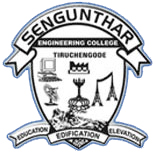 SENGUNTHAR
ENGINEERING COLLEGE
TIRUCHENGODE
EDUCATION
EDIFICATION
ELEVATION